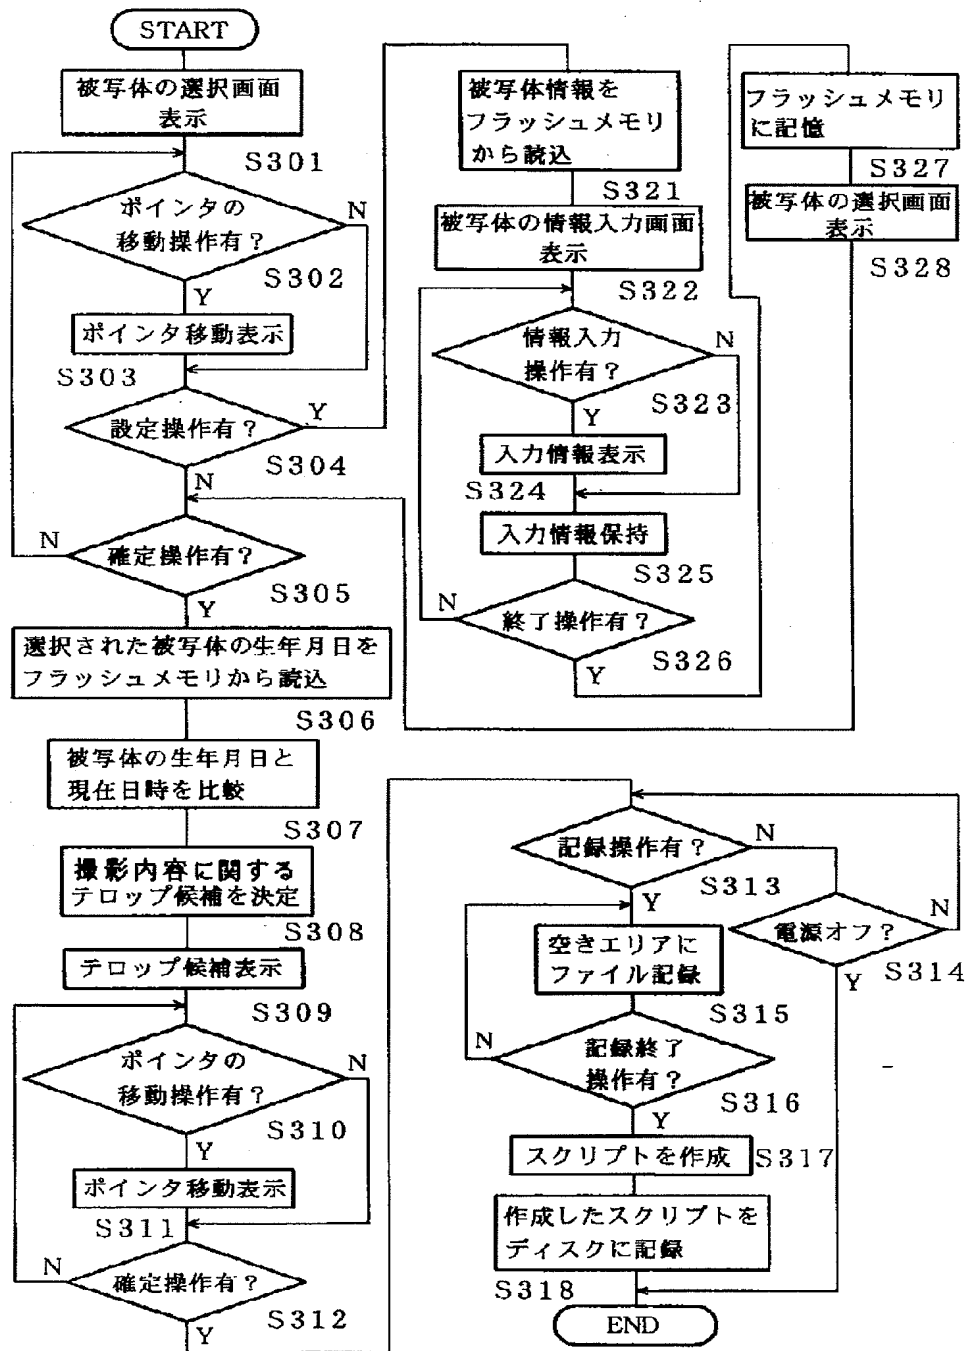 START
被写体の選択画面
表示
S301
ポインタの
移動操作有？
N
S302
Y
ポインタ移動表示
S303
設定操作有？
Y
S304
N
確定操作有？
N
S305
Y
選択された被写体の生年月日を
フラッシュメモリから読込
S306
被写体の生年月日と
現在日時を比較
S307
撮影内容に関する
テロップ候補を決定
S308
テロップ候補表示
S309
ポインタの
移動操作有？
N
S310
Y
ポインタ移動表示
S311
確定操作有？
N
S312
Y
被写体情報を
フラッシュメモリ
から読込
S321
被写体の情報入力画面
表示
S322
情報入力
操作有？
N
S323
Y
入力情報表示
S324
入力情報保持
S325
終了操作有？
N
S326
Y
フラッシュメモリ
に記憶
S327
被写体の選択画面
表示
S328
記録操作有？
N
S313
Y
電源オフ？
N
S314
Y
空きエリアに
ファイル記録
S315
記録終了
操作有？
N
S316
Y
スクリプトを作成
S317
作成したスクリプトを
ディスクに記録
S318
END